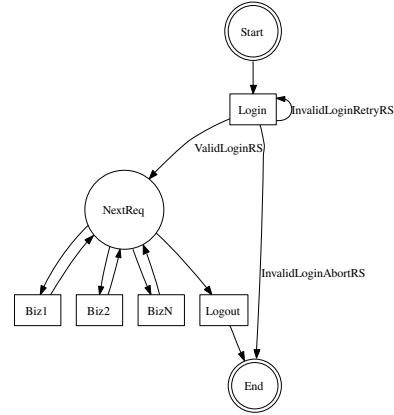 Start
Login
InvalidLoginRetryRS
ValidLoginRS
NextReq
InvalidLoginAbortRS
Biz1
Biz2
BizN
Logout
End